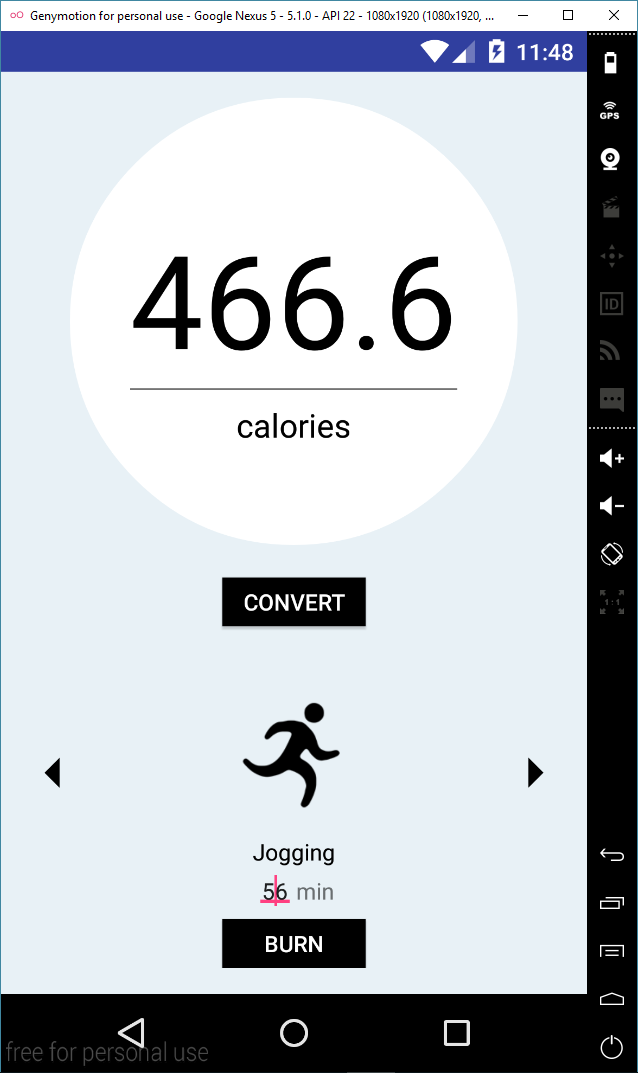 Genymotion for personal use - Google Nexus 5 - 5.1.0 - API 22 - 1080x1920 (1080x1920, ...
11:48
GPS
466.6
calories
ID
CONVERT
1:1
Jogging
56 min
BURN
free for personal use